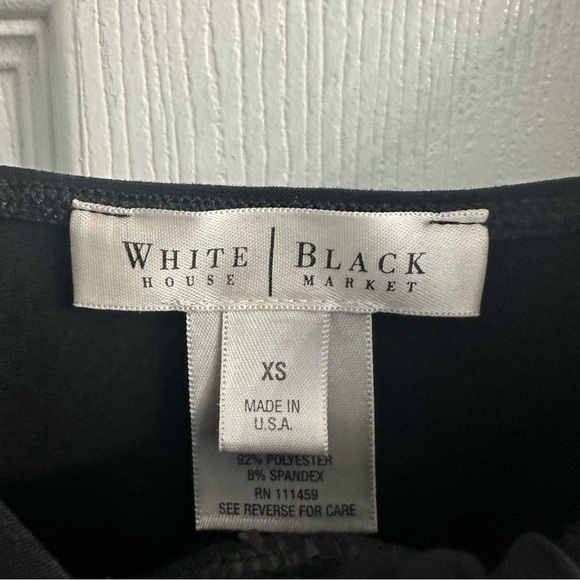 WHITE | BLACK
HOUSE MARKET
XS
MADE IN
U.S.A.
92% POLYESTER
8% SPANDEX
RN 111459
SEE REVERSE FOR CARE